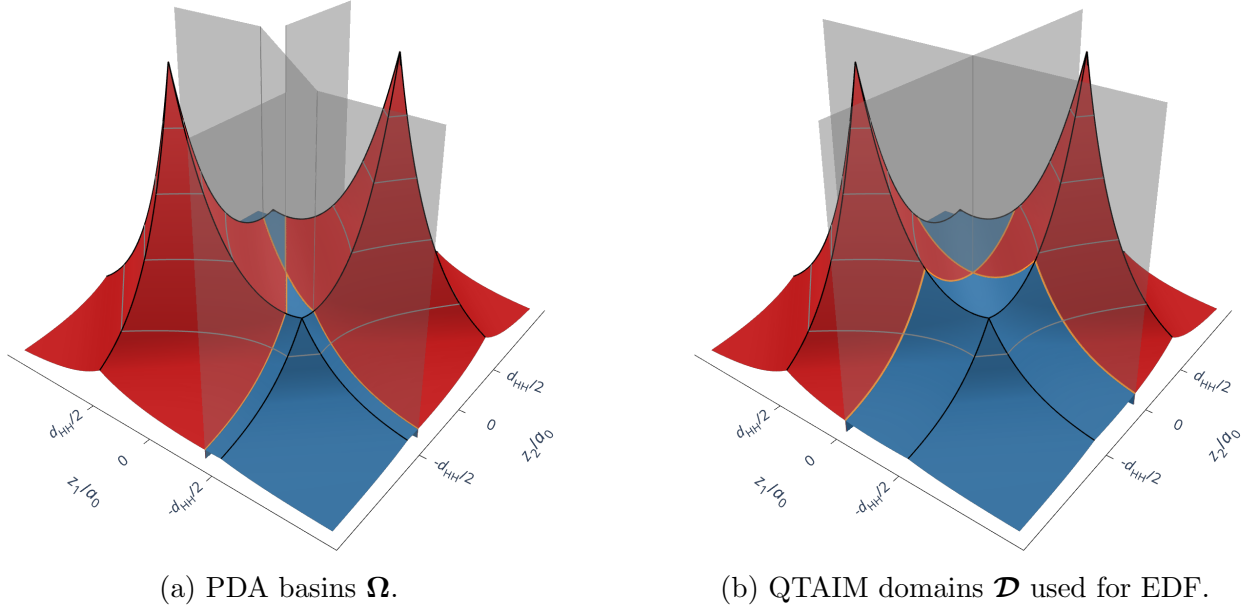 d_HH/2
0
-d_HH/2
z_1/a_0
d_HH/2
0
-d_HH/2
z_2/a_0
(a) PDA basins Ω.
d_HH/2
0
-d_HH/2
z_1/a_0
d_HH/2
0
-d_HH/2
z_2/a_0
(b) QTAIM domains 𝓓 used for EDF.